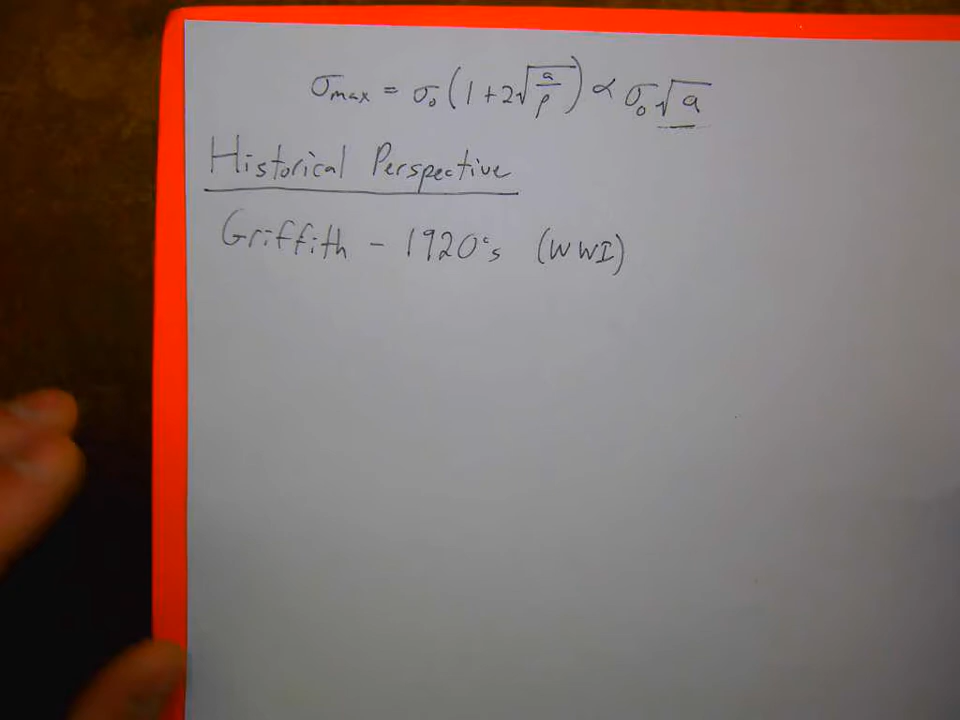 σmax = σ₀(1+2√(a/ρ)) ∝ σ₀√a
Historical Perspective
Griffith - 1920's (WWI)